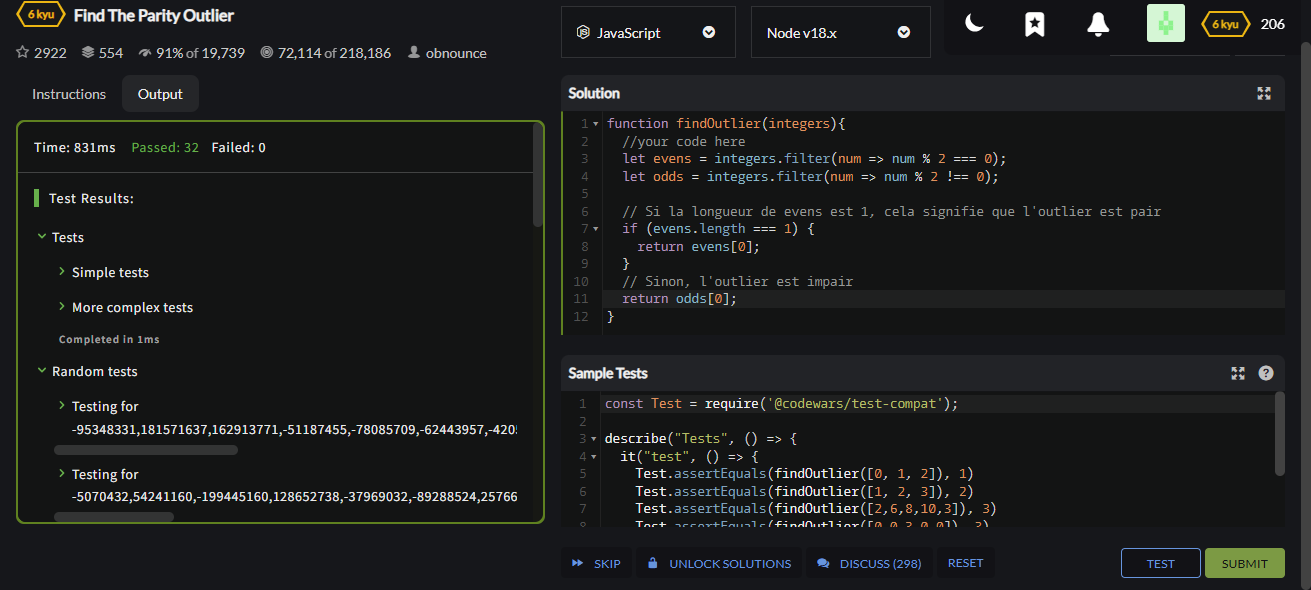 6 kyu Find The Parity Outlier
2922 554 91% of 19,739 72,114 of 218,186 obnounce
Instructions Output
Time: 831ms Passed: 32 Failed: 0
Test Results:
Tests
Simple tests
More complex tests
Completed in 1ms
Random tests
Testing for
-95348331,181571637,162913771,-51187455,-78085709,-62443957,-4205
Testing for
-5070432,54241160,-199445160,128652738,-37969032,-89288524,25766
JavaScript Node v18.x 6 kyu 206
Solution
1 function findOutlier(integers){
2 //your code here
3 let evens = integers.filter(num => num % 2 === 0);
4 let odds = integers.filter(num => num % 2 !== 0);
5
6 // Si la longueur de evens est 1, cela signifie que l'outlier est pair
7 if (evens.length === 1) {
8 return evens[0];
9 }
10 // Sinon, l'outlier est impair
11 return odds[0];
12 }
Sample Tests
?
1 const Test = require('@codewars/test-compat');
2
3 describe("Tests", () => {
4 it("test", () => {
5 Test.assertEquals(findOutlier([0, 1, 2]), 1)
6 Test.assertEquals(findOutlier([1, 2, 3]), 2)
7 Test.assertEquals(findOutlier([2,6,8,10,3]), 3)
8 Test.assertEquals(findOutlier([0,0,3,0,0]), 3)
SKIP UNLOCK SOLUTIONS DISCUSS (298) RESET TEST SUBMIT